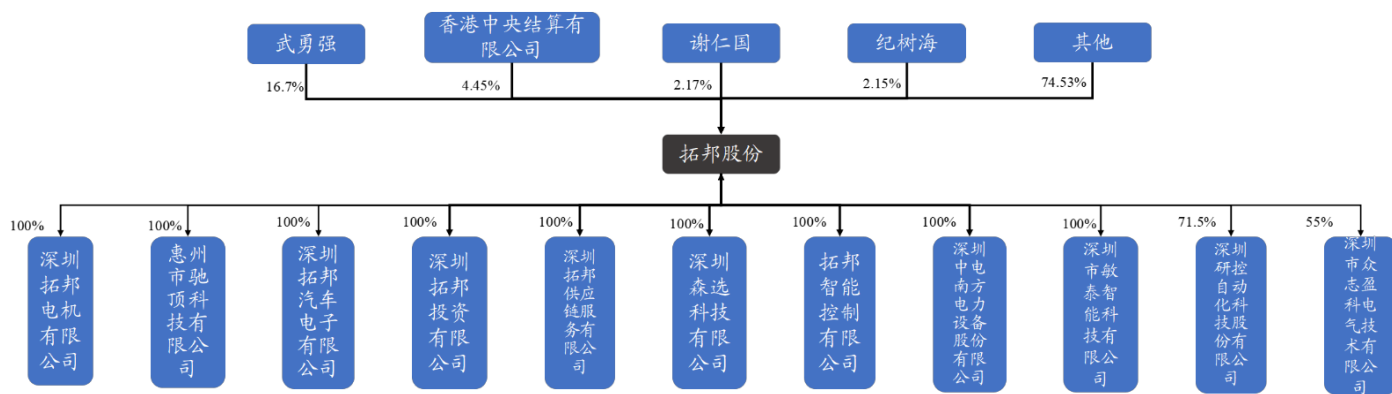 武勇强
香港中央结算有
限公司
谢仁国
纪树海
其他
16.7%
4.45%
2.17%
2.15%
74.53%
拓邦股份
100%
100%
100%
100%
100%
100%
100%
100%
100%
71.5%
55%
深圳
拓邦
电机
有限
公司
惠州
市驰
顶科
技有
限公
司
深圳
拓邦
汽车
电子
有限
公司
深圳
拓邦
投资
有限
公司
深圳
拓邦
供应
链服
务有
限公
司
深圳
森选
科技
有限
公司
拓邦
智能
控制
有限
公司
深圳
中电
南方
电力
设备
股份
有限
公司
深圳
市敏
泰智
能科
技有
限公
司
深圳
研控
自动
化科
技股
份有
限公
司
深圳
市众
志盈
科电
气技
术有
限公
司